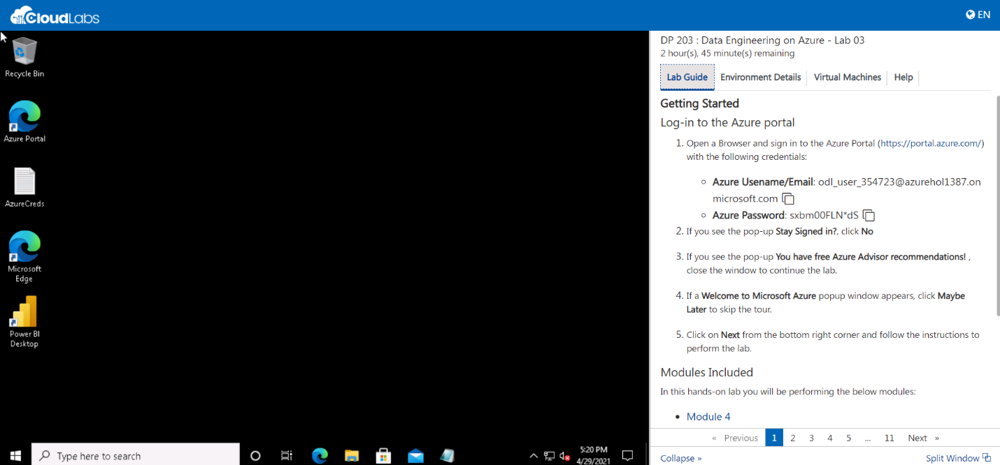 CloudLabs
EN
Recycle Bin
Azure Portal
AzureCreds
Microsoft
Edge
Power BI
Desktop
Type here to search
5:20 PM
4/29/2021
DP 203 : Data Engineering on Azure - Lab 03
2 hour(s), 45 minute(s) remaining
Lab Guide
Environment Details
Virtual Machines
Help
Getting Started
Log-in to the Azure portal
1. Open a Browser and sign in to the Azure Portal (https://portal.azure.com/)
with the following credentials:
Azure Usename/Email: odl_user_354723@azurehol1387.on
microsoft.com
Azure Password: sxbm00FLN*dS
2. If you see the pop-up Stay Signed in?, click No
3. If you see the pop-up You have free Azure Advisor recommendations! ,
close the window to continue the lab.
4. If a Welcome to Microsoft Azure popup window appears, click Maybe
Later to skip the tour.
5. Click on Next from the bottom right corner and follow the instructions to
perform the lab.
Modules Included
In this hands-on lab you will be performing the below modules:
• Module 4
« Previous 1 2 3 4 5 ... 11 Next »
Collapse »
Split Window